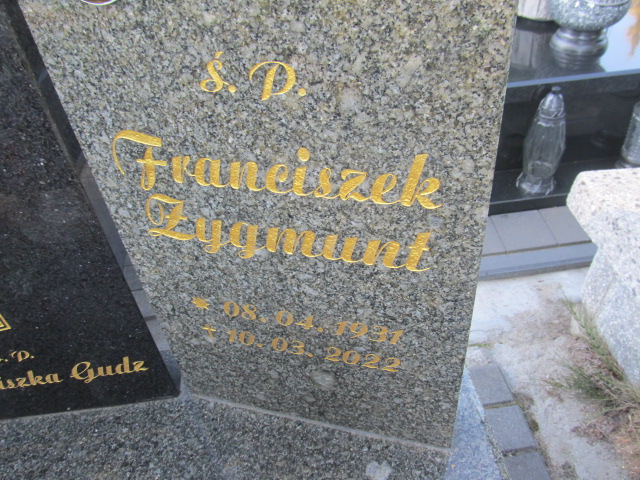 ś. P.
Franciszek
Zygmunt
* 08. 04. 1931
† 10. 03. 2022
Gudz